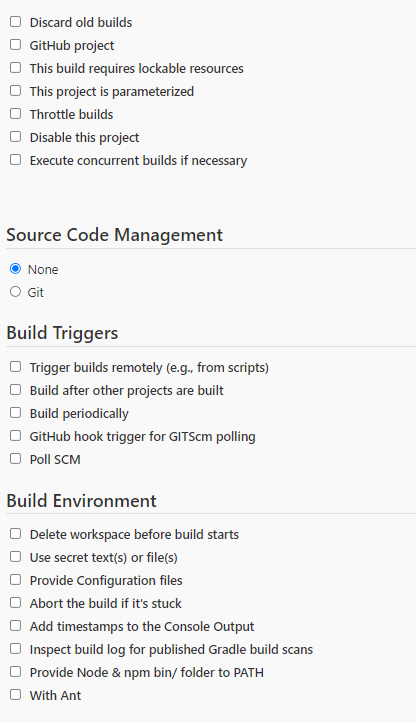 Discard old builds
GitHub project
This build requires lockable resources
This project is parameterized
Throttle builds
Disable this project
Execute concurrent builds if necessary
Source Code Management
None
Git
Build Triggers
Trigger builds remotely (e.g., from scripts)
Build after other projects are built
Build periodically
GitHub hook trigger for GITScm polling
Poll SCM
Build Environment
Delete workspace before build starts
Use secret text(s) or file(s)
Provide Configuration files
Abort the build if it's stuck
Add timestamps to the Console Output
Inspect build log for published Gradle build scans
Provide Node & npm bin/ folder to PATH
With Ant